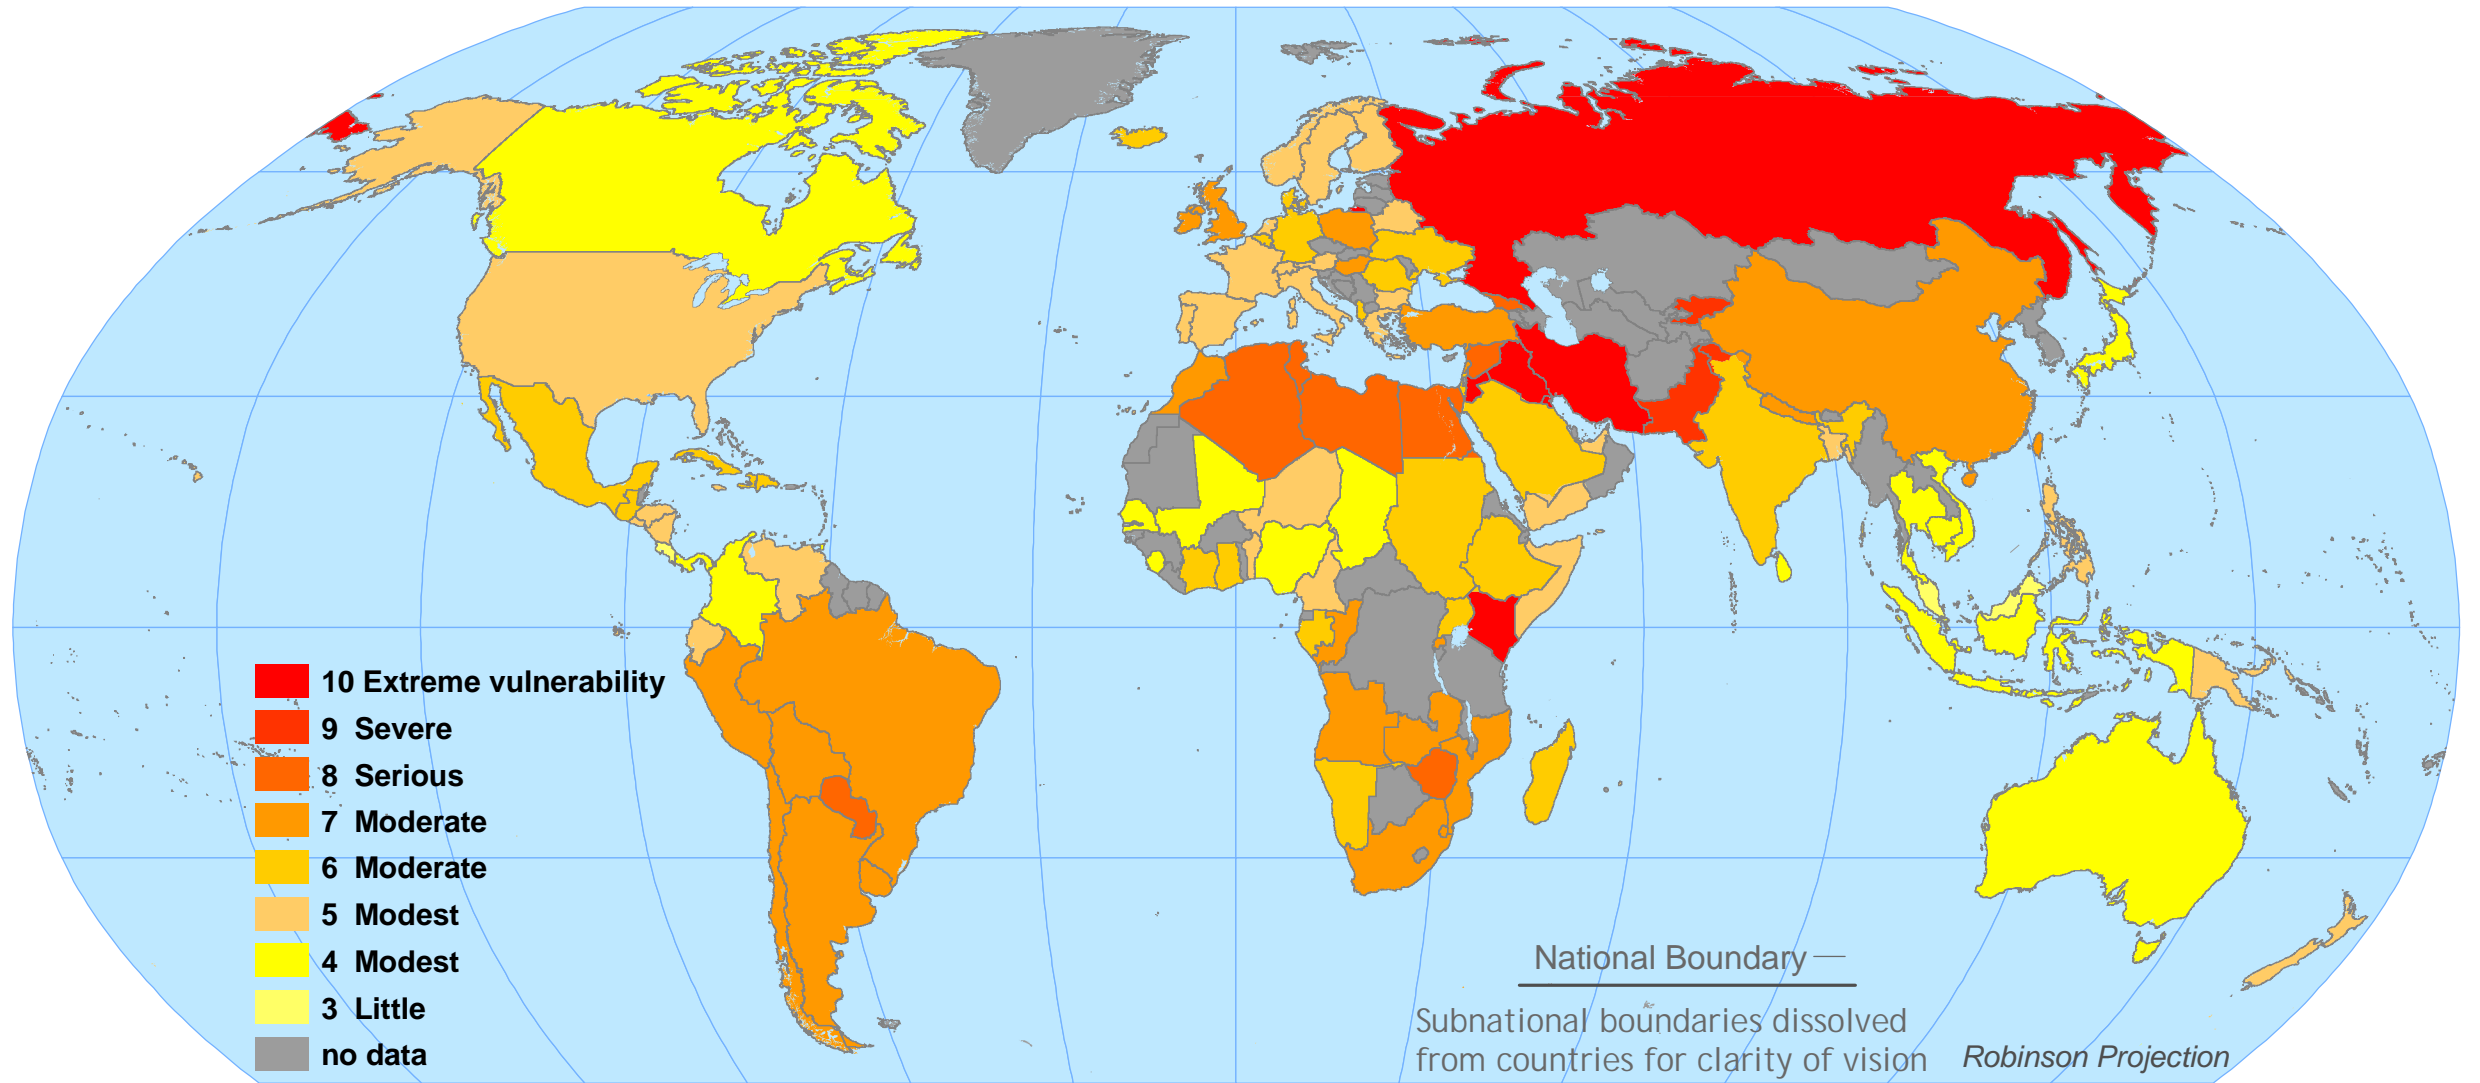 10 Extreme vulnerability
9 Severe
8 Serious
7 Moderate
6 Moderate
5 Modest
4 Modest
3 Little
no data
National Boundary
Subnational boundaries dissolved
from countries for clarity of vision
Robinson Projection